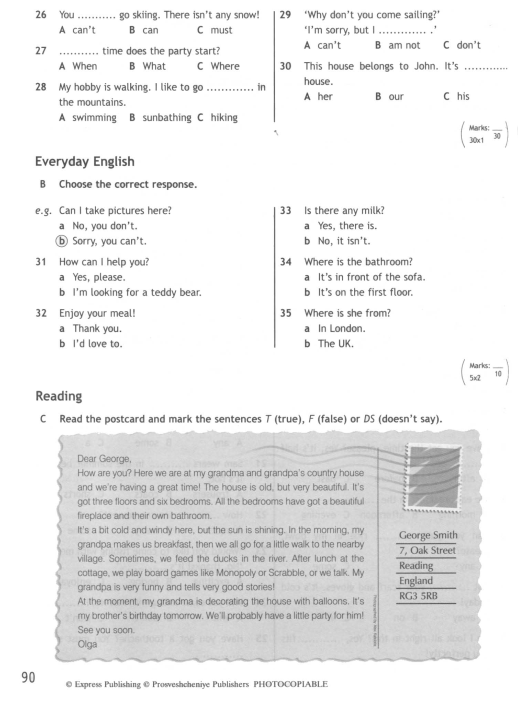 26 You ........... go skiing. There isn't any snow!
A can't B can C must
27 ........... time does the party start?
A When B What C Where
28 My hobby is walking. I like to go ............. in
the mountains.
A swimming B sunbathing C hiking
29 'Why don't you come sailing?'
'I'm sorry, but I ............. .'
A can't B am not C don't
30 This house belongs to John. It's .............
house.
A her B our C his
Marks: __
30x1 30
Everyday English
B Choose the correct response.
e.g. Can I take pictures here?
a No, you don't.
b Sorry, you can't.
31 How can I help you?
a Yes, please.
b I'm looking for a teddy bear.
32 Enjoy your meal!
a Thank you.
b I'd love to.
33 Is there any milk?
a Yes, there is.
b No, it isn't.
34 Where is the bathroom?
a It's in front of the sofa.
b It's on the first floor.
35 Where is she from?
a In London.
b The UK.
Marks: __
5x2 10
Reading
C Read the postcard and mark the sentences T (true), F (false) or DS (doesn't say).
Dear George,
How are you? Here we are at my grandma and grandpa's country house
and we're having a great time! The house is old, but very beautiful. It's
got three floors and six bedrooms. All the bedrooms have got a beautiful
fireplace and their own bathroom.
It's a bit cold and windy here, but the sun is shining. In the morning, my
grandpa makes us breakfast, then we all go for a little walk to the nearby
village. Sometimes, we feed the ducks in the river. After lunch at the
cottage, we play board games like Monopoly or Scrabble, or we talk. My
grandpa is very funny and tells very good stories!
At the moment, my grandma is decorating the house with balloons. It's
my brother's birthday tomorrow. We'll probably have a little party for him!
See you soon.
Olga
George Smith
7, Oak Street
Reading
England
RG3 5RB
90
© Express Publishing © Prosveshcheniye Publishers PHOTOCOPIABLE